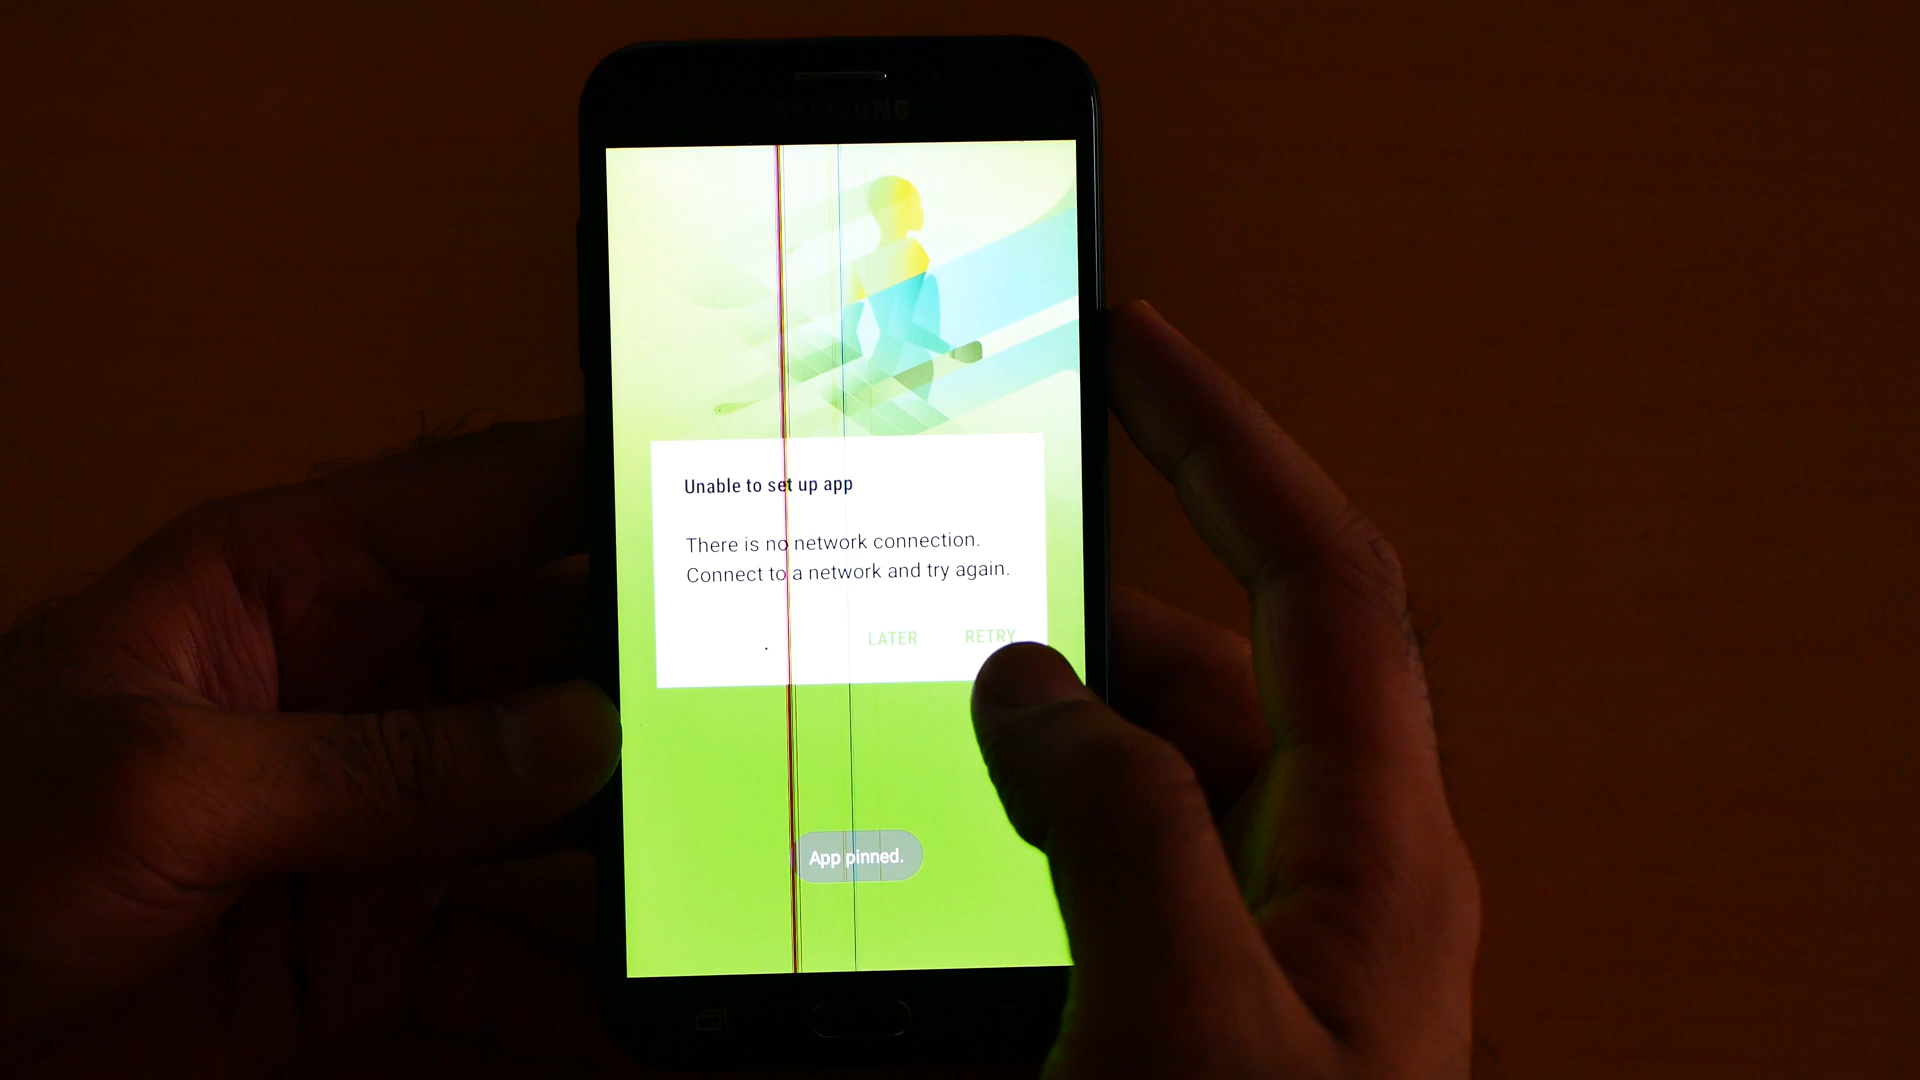 SAMSUNG
Unable to set up app
There is no network connection.
Connect to a network and try again.
LATER RETRY
App pinned.